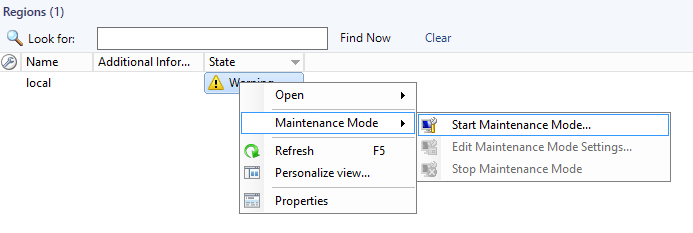 Regions (1)
Look for: Find Now Clear
Name Additional Infor... State
local Warning
Open
Maintenance Mode
Start Maintenance Mode...
Edit Maintenance Mode Settings...
Stop Maintenance Mode
Refresh F5
Personalize view...
Properties